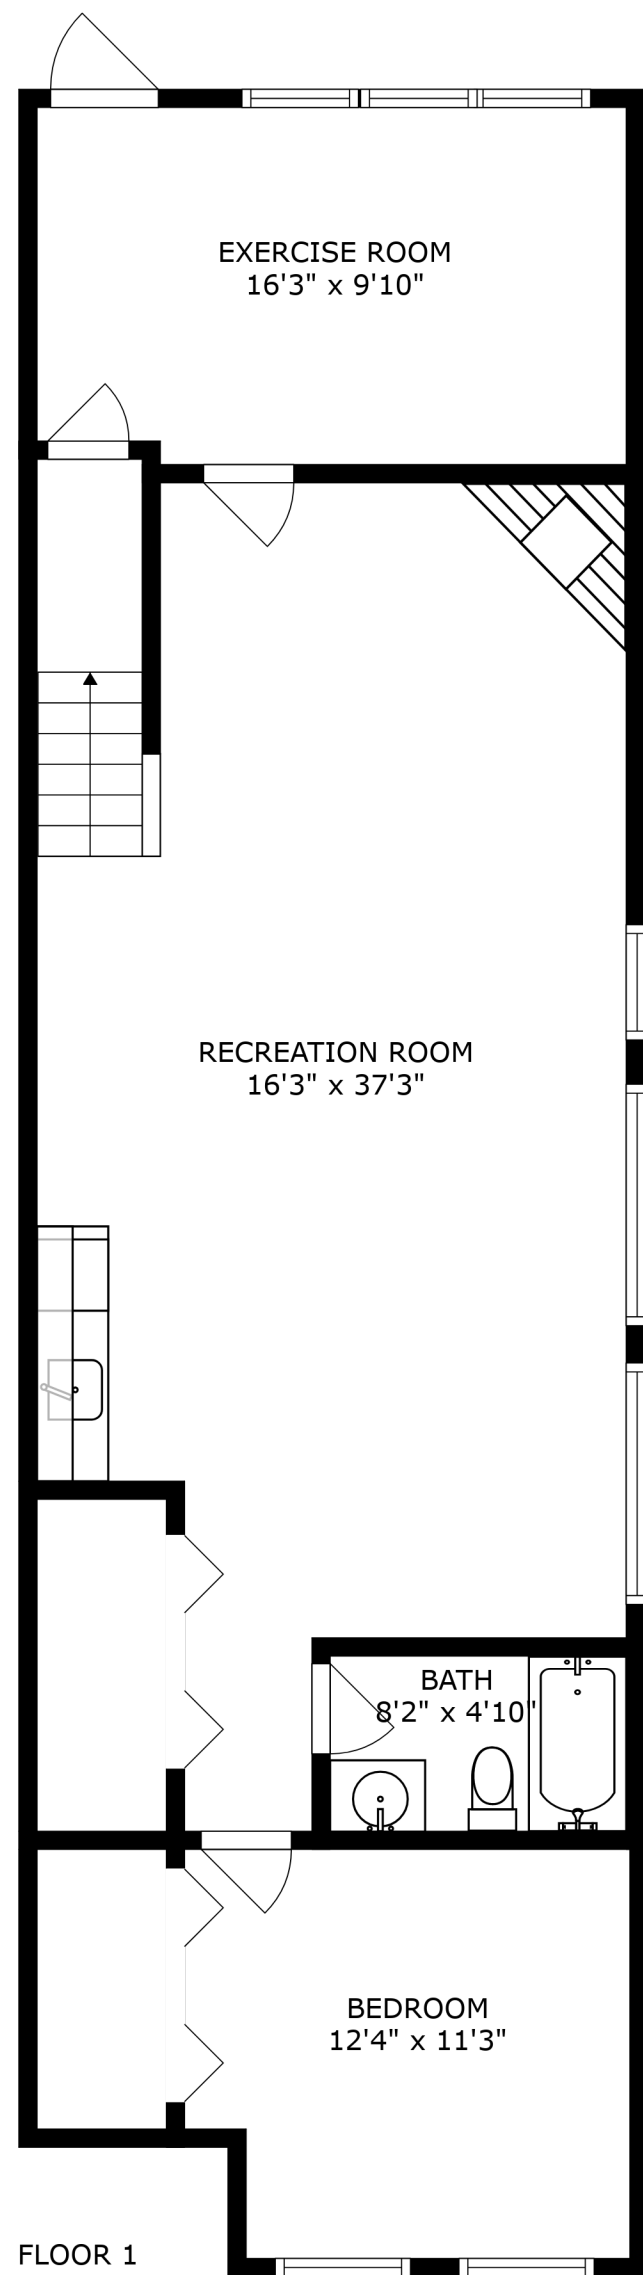 EXERCISE ROOM
16'3" x 9'10"
RECREATION ROOM
16'3" x 37'3"
BATH
8'2" x 4'10"
BEDROOM
12'4" x 11'3"
FLOOR 1